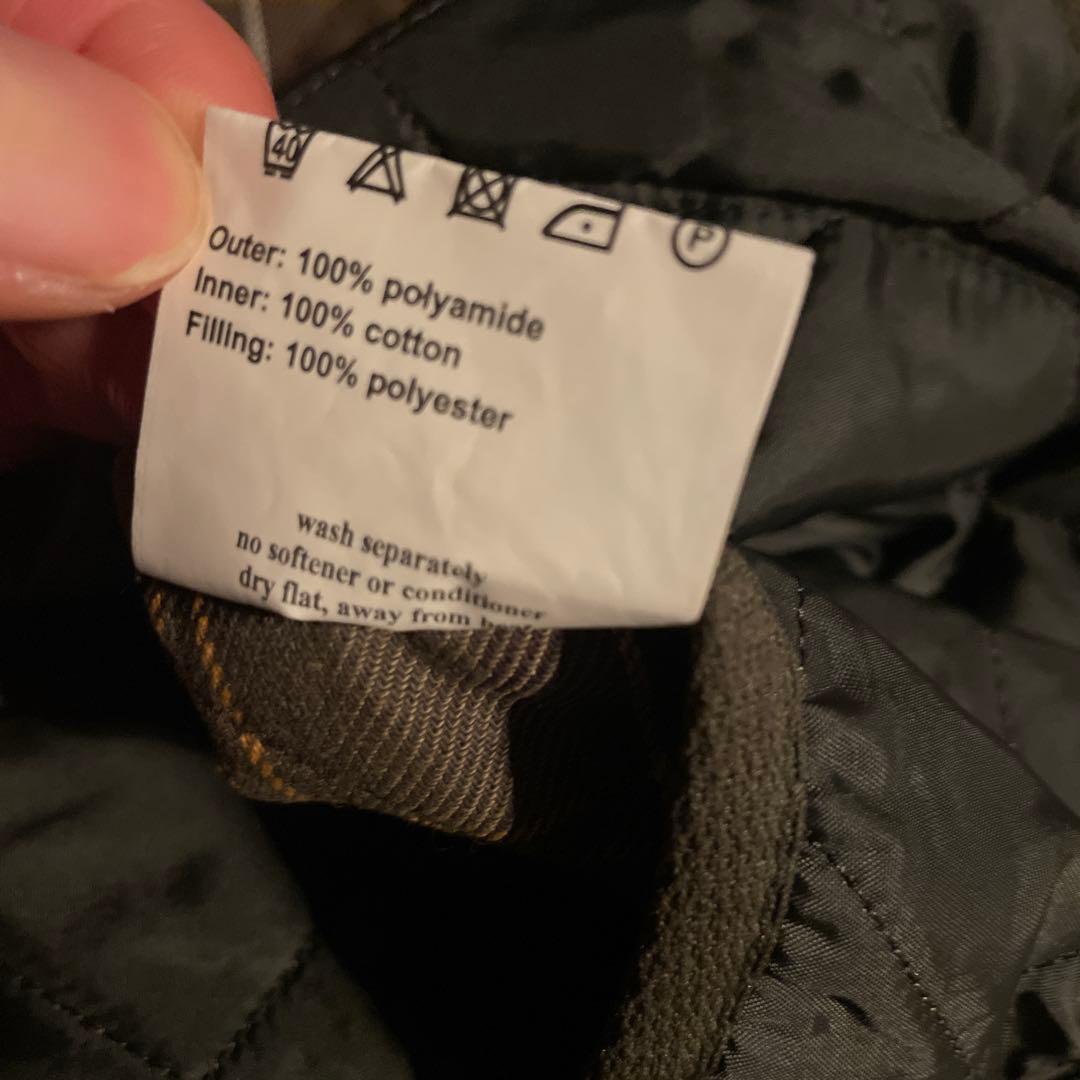 40
P
Outer: 100% polyamide
Inner: 100% cotton
Filling: 100% polyester
wash separately
no softener or conditioner
dry flat, away from